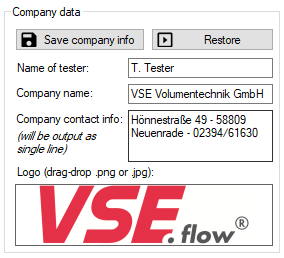 Company data
Save company info
Restore
Name of tester:
T. Tester
Company name:
VSE Volumentechnik GmbH
Company contact info:
(will be output as
single line)
Hönnestraße 49 - 58809
Neuenrade - 02394/61630
Logo (drag-drop .png or .jpg):
VSE.flow®